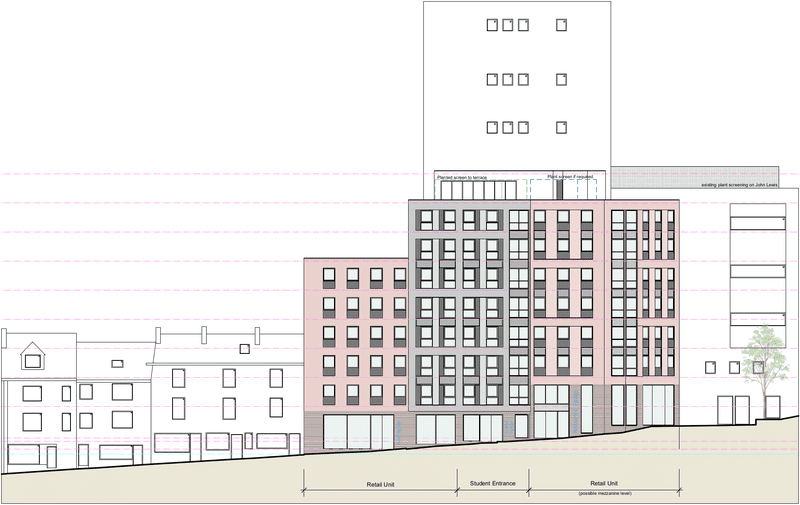 Planted screen to terrace
Plant screen if required
existing plant screening on John Lewis
Retail Unit
Student Entrance
Retail Unit
(possible mezzanine level)